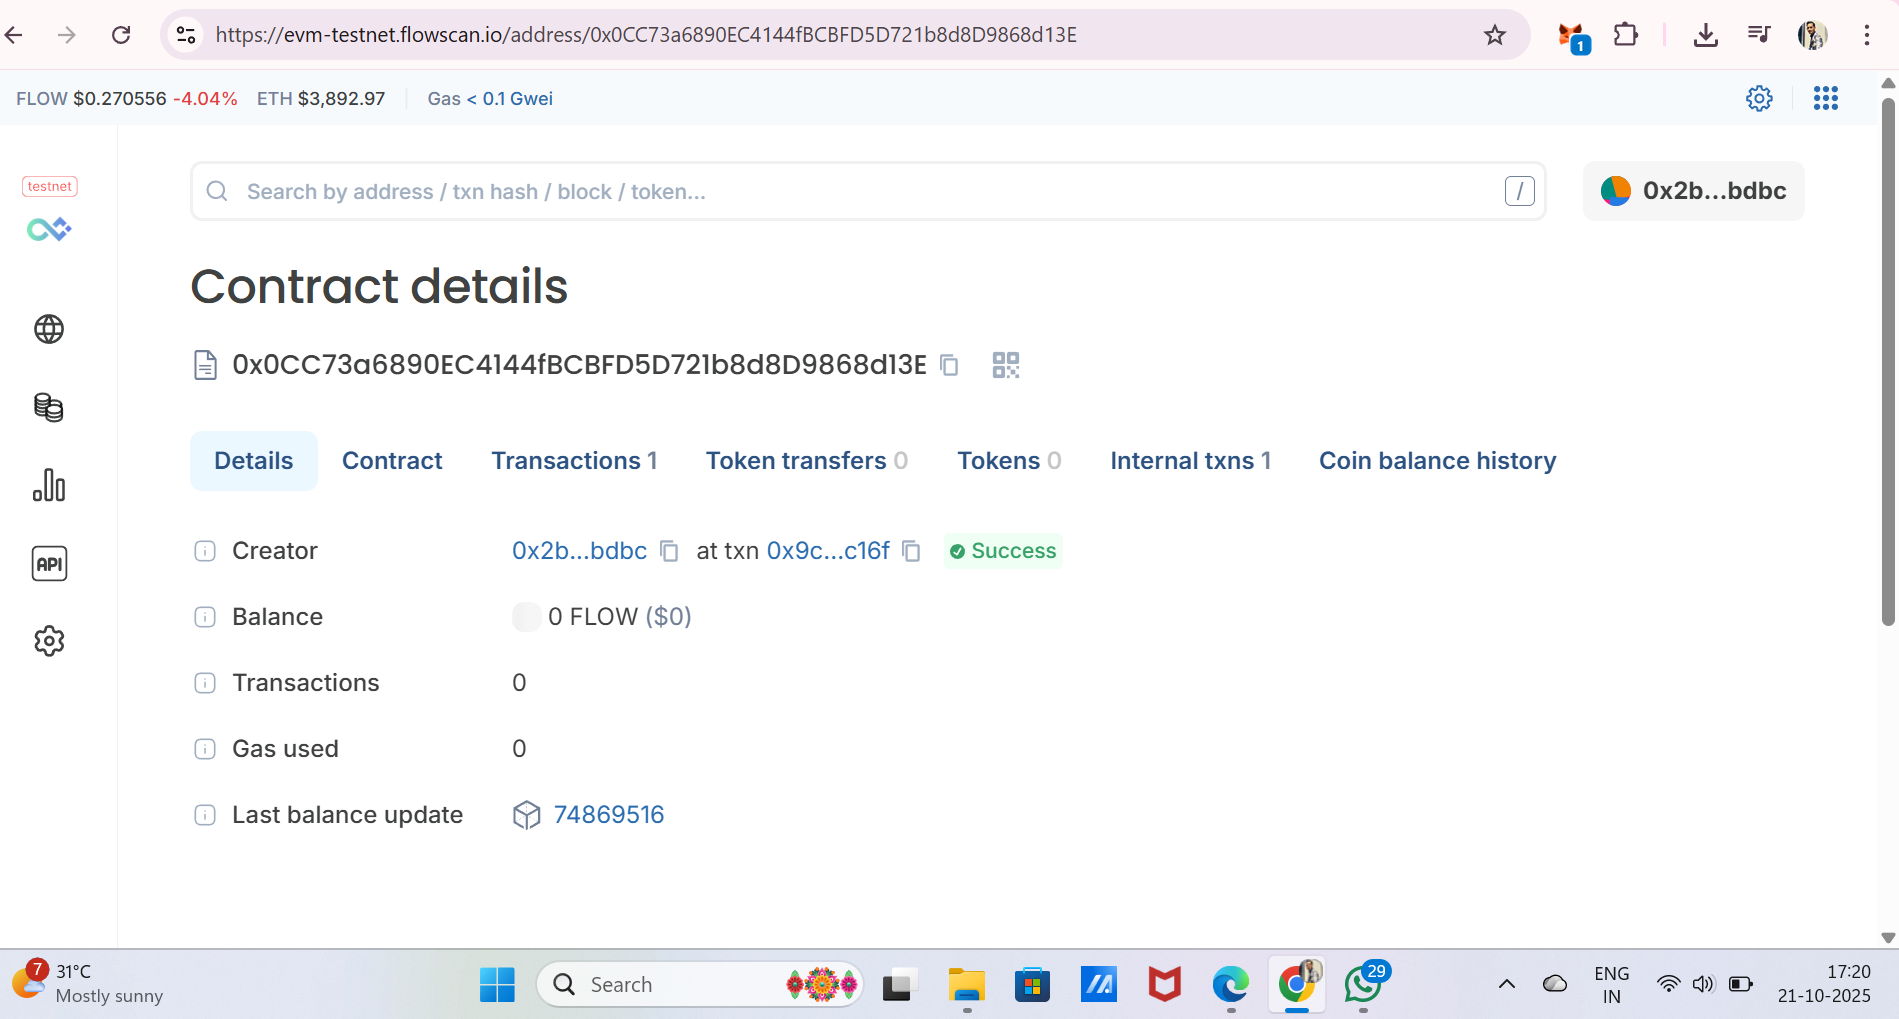 https://evm-testnet.flowscan.io/address/0x0CC73a6890EC4144fBCBFD5D721b8d8D9868d13E
1
FLOW $0.270556 -4.04% ETH $3,892.97 Gas < 0.1 Gwei
testnet
Search by address / txn hash / block / token...
/
0x2b...bdbc
Contract details
0x0CC73a6890EC4144fBCBFD5D721b8d8D9868d13E
Details Contract Transactions 1 Token transfers 0 Tokens 0 Internal txns 1 Coin balance history
Creator 0x2b...bdbc at txn 0x9c...c16f Success
API
Balance 0 FLOW ($0)
Transactions 0
Gas used 0
Last balance update 74869516
7
31°C
Mostly sunny
Search
29
ENG
IN
17:20
21-10-2025